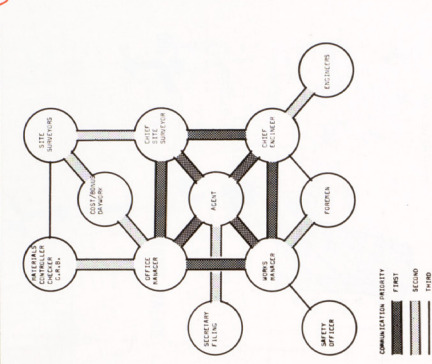 MATERIALS
CONTROLLER
CHECKER
G.R.B.
SITE
SURVEYORS
COST/BONUS
DAYWORK
OFFICE
MANAGER
CHIEF
SITE
SURVEYOR
SECRETARY
FILING
AGENT
WORKS
MANAGER
CHIEF
ENGINEER
SAFETY
OFFICER
FOREMEN
ENGINEERS
COMMUNICATION PRIORITY
FIRST
SECOND
THIRD